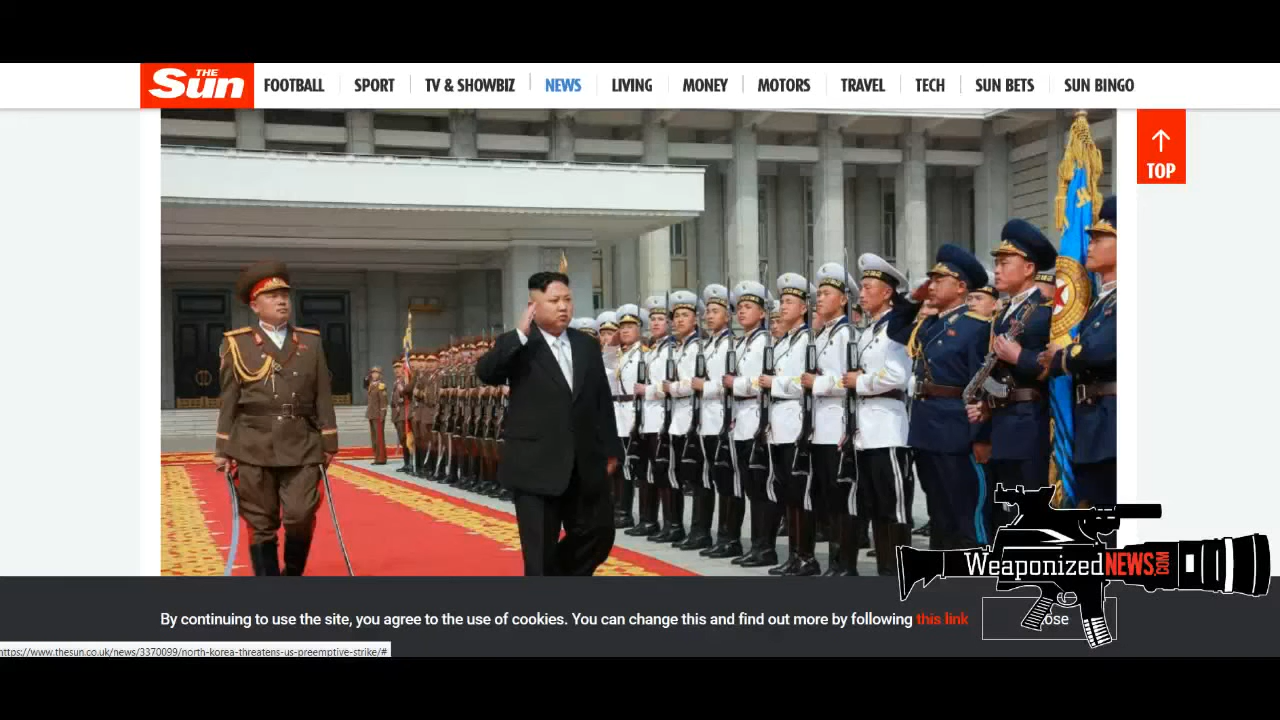 THE Sun FOOTBALL SPORT TV & SHOWBIZ NEWS LIVING MONEY MOTORS TRAVEL TECH SUN BETS SUN BINGO
TOP
WeaponizedNEWS.COM
By continuing to use the site, you agree to the use of cookies. You can change this and find out more by following this link
https://www.thesun.co.uk/news/3370099/north-korea-threatens-us-preemptive-strike/#